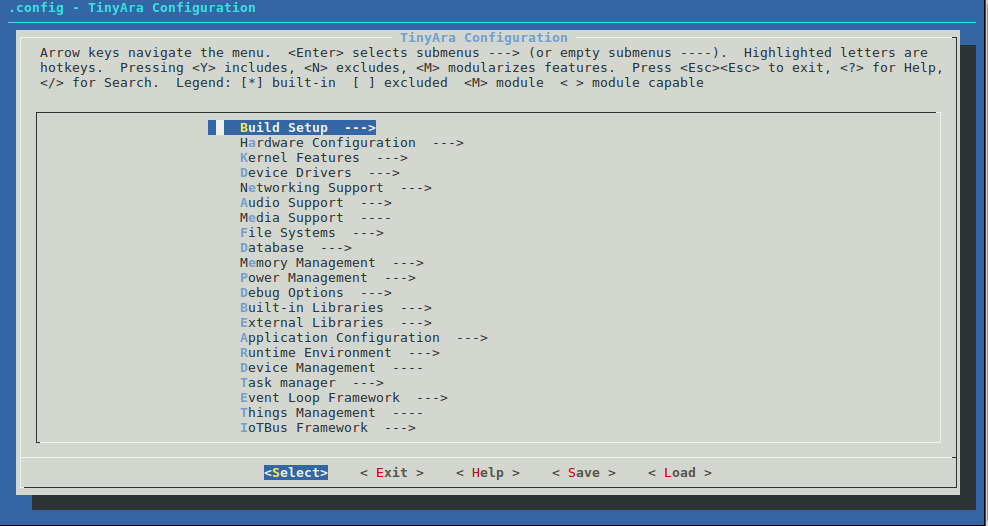 .config - TinyAra Configuration
TinyAra Configuration
Arrow keys navigate the menu.  <Enter> selects submenus ---> (or empty submenus ----).  Highlighted letters are
hotkeys.  Pressing <Y> includes, <N> excludes, <M> modularizes features.  Press <Esc><Esc> to exit, <?> for Help,
</> for Search.  Legend: [*] built-in  [ ] excluded  <M> module  < > module capable
Build Setup  --->
Hardware Configuration  --->
Kernel Features  --->
Device Drivers  --->
Networking Support  --->
Audio Support  --->
Media Support  ----
File Systems  --->
Database  --->
Memory Management  --->
Power Management  --->
Debug Options  --->
Built-in Libraries  --->
External Libraries  --->
Application Configuration  --->
Runtime Environment  --->
Device Management  ----
Task manager  --->
Event Loop Framework  --->
Things Management  ----
IoTBus Framework  --->
<Select>    < Exit >    < Help >    < Save >    < Load >